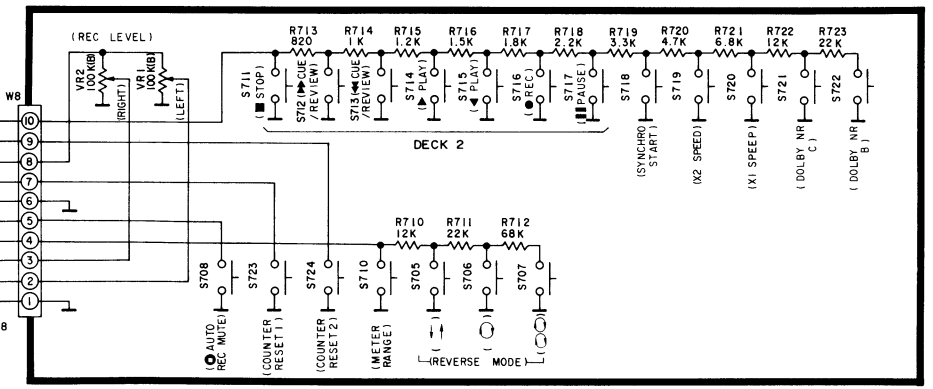 (REC LEVEL)
VR2
100K(B)
VR1
100K(B)
(RIGHT)
(LEFT)
R713
820
R714
1K
R715
1.2K
R716
1.5K
R717
1.8K
R718
2.2K
R719
3.3K
R720
4.7K
R721
6.8K
R722
12K
R723
22K
S711
(■ STOP)
S712 (▶▶ CUE
/REVIEW)
S713 (◀◀ CUE
/REVIEW)
S714
(▶ PLAY)
S715
(◀ PLAY)
S716
(● REC)
S717
(▮▮ PAUSE)
S718
S719
S720
S721
S722
DECK 2
(SYNCHRO
START)
(X2 SPEED)
(X1 SPEEP)
(DOLBY NR
C)
(DOLBY NR
B)
W8
10
9
8
7
6
5
4
3
2
1
8
R710
12K
R711
22K
R712
68K
S708
S723
S724
S710
S705
S706
S707
(AUTO
REC MUTE)
(COUNTER
RESET1)
(COUNTER
RESET2)
(METER
RANGE)
(REVERSE MODE)